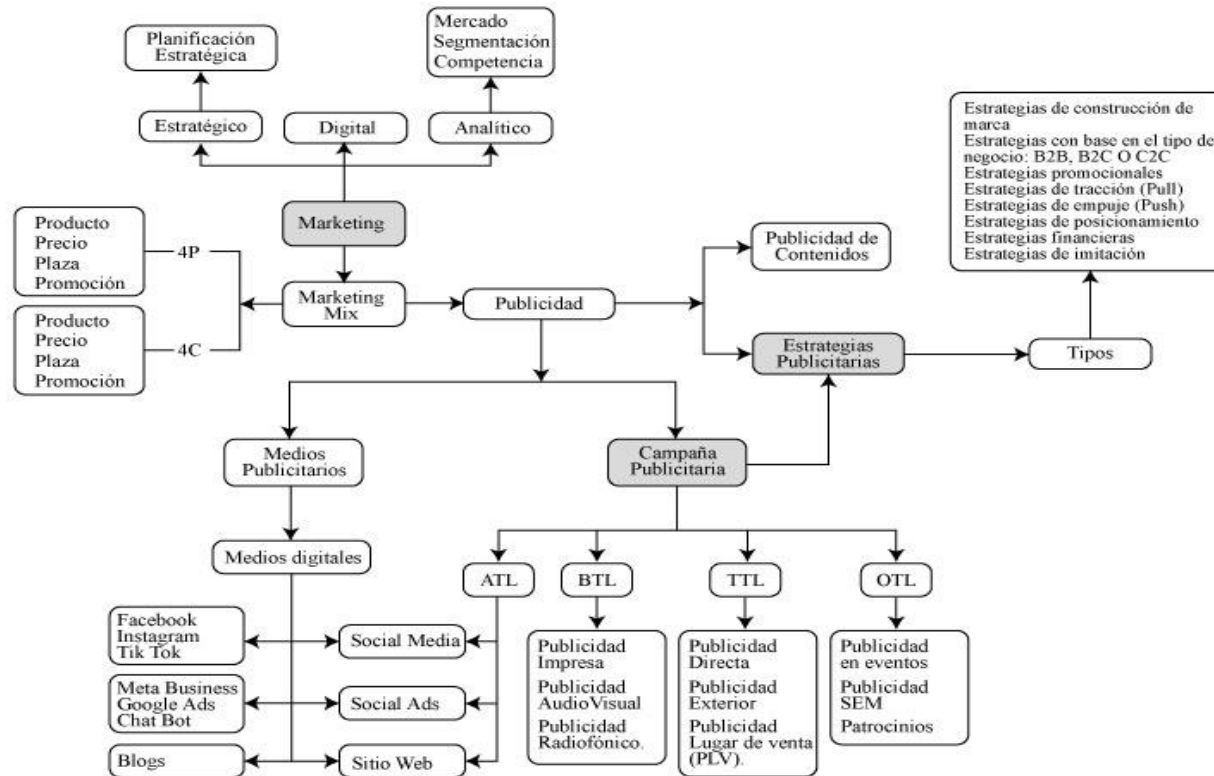 Planificación
Estratégica
Mercado
Segmentación
Competencia
Estratégico
Digital
Analítico
Estrategias de construcción de
marca
Estrategias con base en el tipo de
negocio: B2B, B2C O C2C
Estrategias promocionales
Estrategias de tracción (Pull)
Estrategias de empuje (Push)
Estrategias de posicionamiento
Estrategias financieras
Estrategias de imitación
Marketing
Producto
Precio
Plaza
Promoción
4P
Publicidad de
Contenidos
Marketing
Mix
Publicidad
Producto
Precio
Plaza
Promoción
4C
Estrategias
Publicitarias
Tipos
Medios
Publicitarios
Campaña
Publicitaria
Medios digitales
ATL
BTL
TTL
OTL
Facebook
Instagram
Tik Tok
Social Media
Meta Business
Google Ads
Chat Bot
Social Ads
Blogs
Sitio Web
Publicidad
Impresa
Publicidad
AudioVisual
Publicidad
Radiofónico.
Publicidad
Directa
Publicidad
Exterior
Publicidad
Lugar de venta
(PLV).
Publicidad
en eventos
Publicidad
SEM
Patrocinios